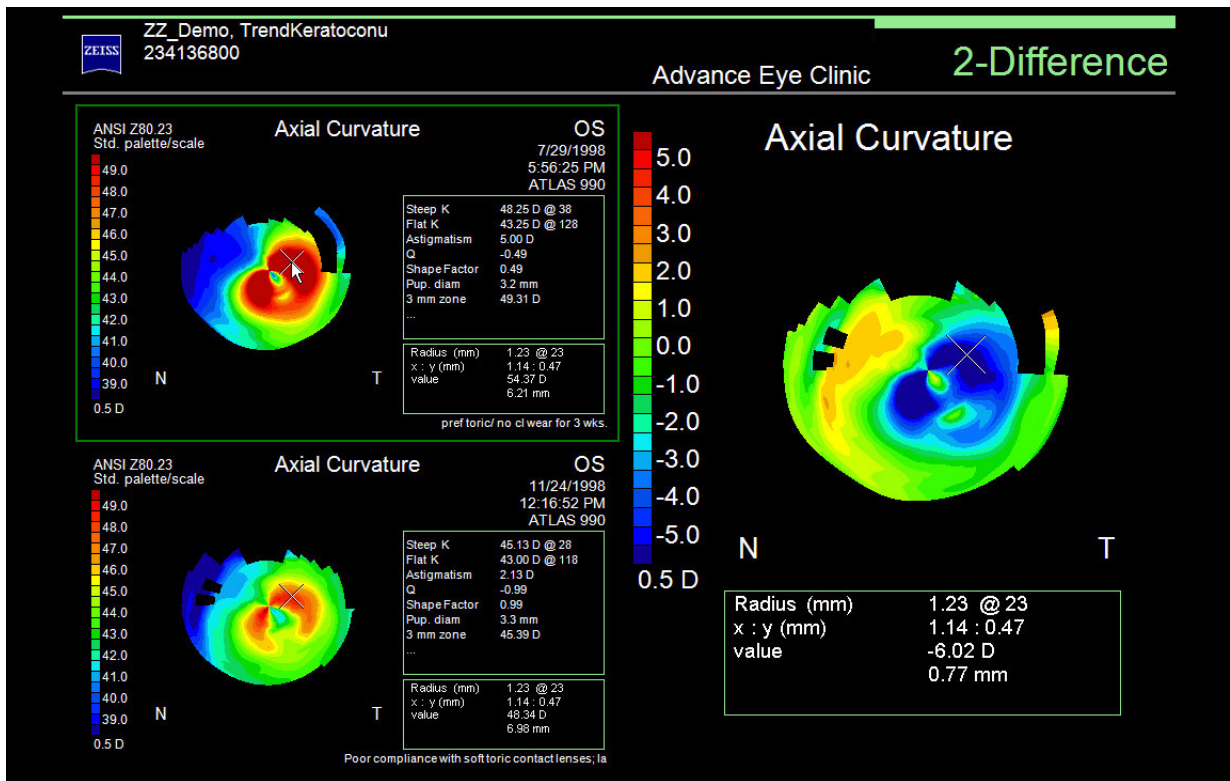 ZEISS
ZZ_Demo, TrendKeratoconu
234136800
Advance Eye Clinic
2-Difference
ANSI Z80.23
Std. palette/scale
Axial Curvature
OS
7/29/1998
5:56:25 PM
ATLAS 990
49.0
48.0
47.0
46.0
45.0
44.0
43.0
42.0
41.0
40.0
39.0
0.5 D
N
T
Steep K 48.25 D @ 38
Flat K 43.25 D @ 128
Astigmatism 5.00 D
Q -0.49
Shape Factor 0.49
Pup. diam 3.2 mm
3 mm zone 49.31 D
...
Radius (mm) 1.23 @ 23
x : y (mm) 1.14 : 0.47
value 54.37 D
6.21 mm
pref toric/ no cl wear for 3 wks.
ANSI Z80.23
Std. palette/scale
Axial Curvature
OS
11/24/1998
12:16:52 PM
ATLAS 990
49.0
48.0
47.0
46.0
45.0
44.0
43.0
42.0
41.0
40.0
39.0
0.5 D
N
T
Steep K 45.13 D @ 28
Flat K 43.00 D @ 118
Astigmatism 2.13 D
Q -0.99
Shape Factor 0.99
Pup. diam 3.3 mm
3 mm zone 45.39 D
...
Radius (mm) 1.23 @ 23
x : y (mm) 1.14 : 0.47
value 48.34 D
6.98 mm
Poor compliance with soft toric contact lenses; la
Axial Curvature
5.0
4.0
3.0
2.0
1.0
0.0
-1.0
-2.0
-3.0
-4.0
-5.0
0.5 D
N
T
Radius (mm) 1.23 @ 23
x : y (mm) 1.14 : 0.47
value -6.02 D
0.77 mm